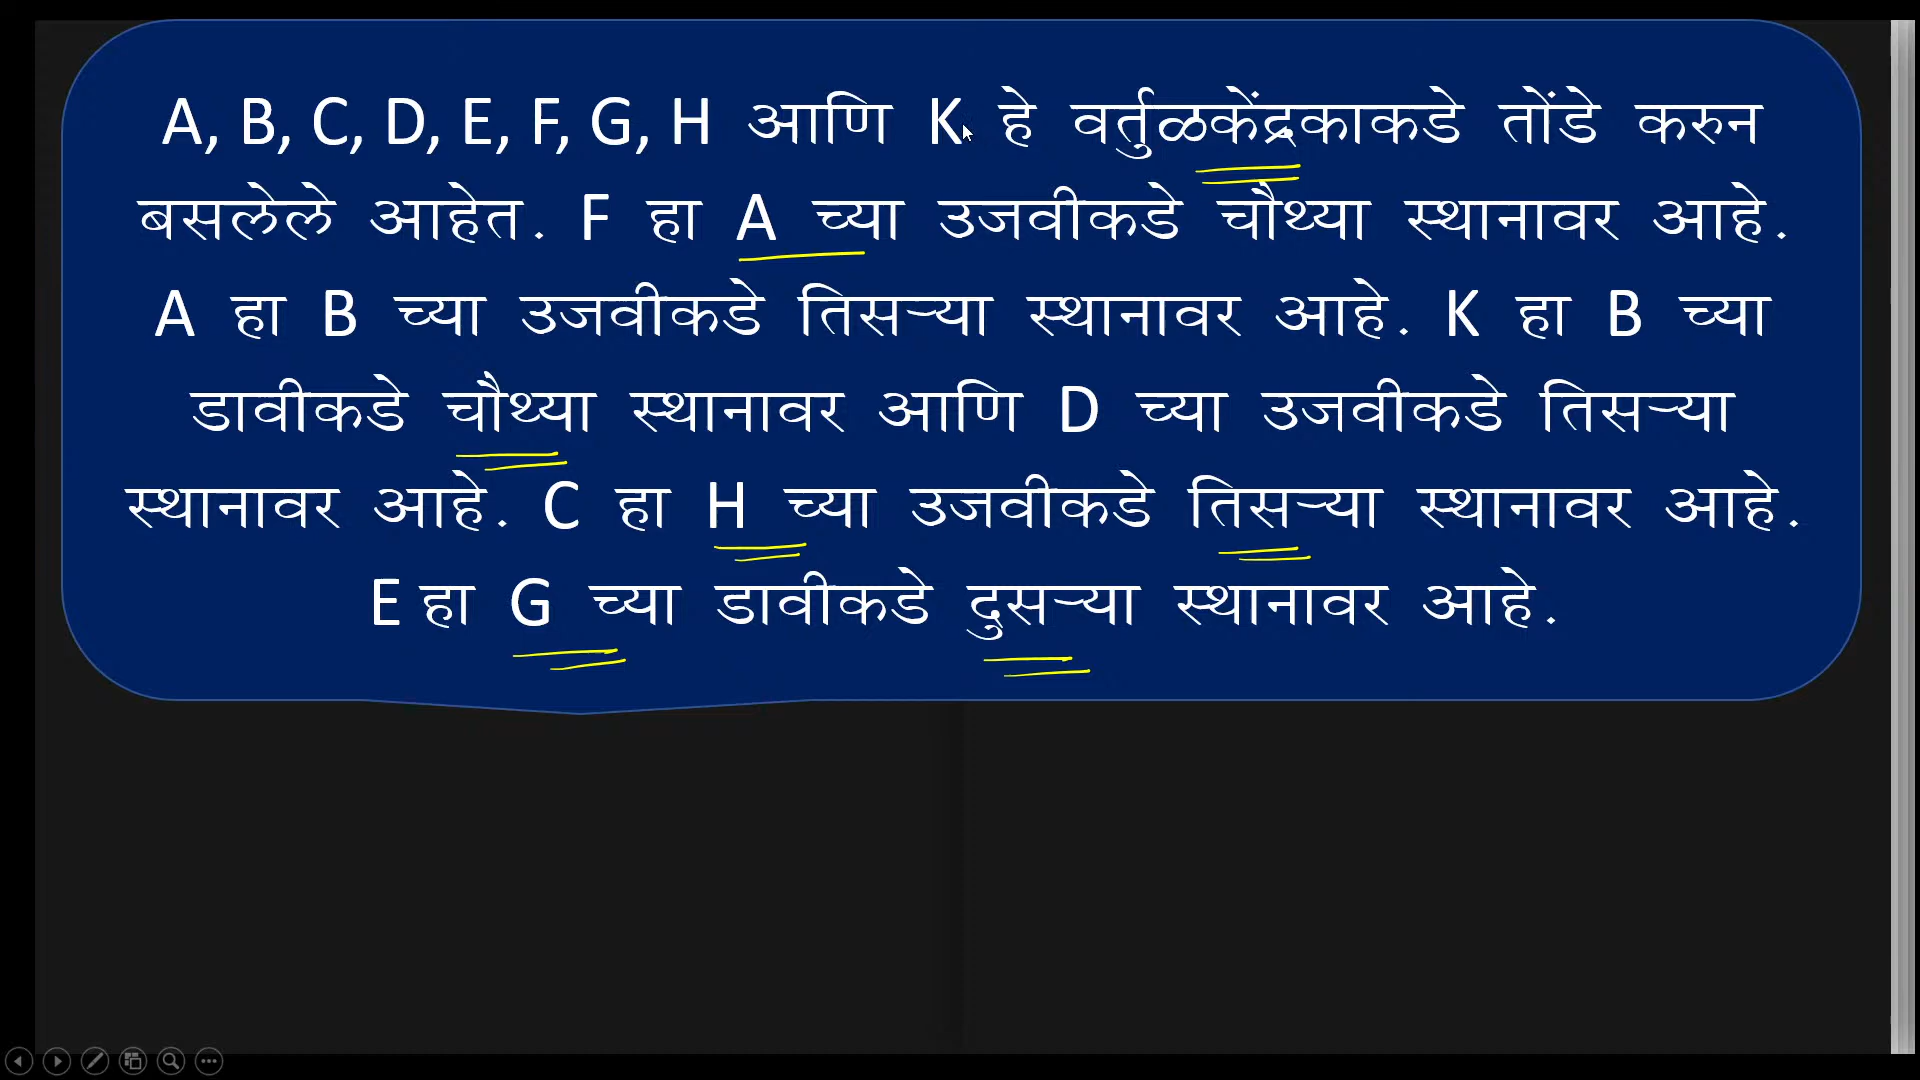 A, B, C, D, E, F, G, H आणि K हे वर्तुळकेंद्रकाकडे तोंडे करुन
बसलेले आहेत. F हा A च्या उजवीकडे चौथ्या स्थानावर आहे.
A हा B च्या उजवीकडे तिसऱ्या स्थानावर आहे. K हा B च्या
डावीकडे चौथ्या स्थानावर आणि D च्या उजवीकडे तिसऱ्या
स्थानावर आहे. C हा H च्या उजवीकडे तिसऱ्या स्थानावर आहे.
E हा G च्या डावीकडे दुसऱ्या स्थानावर आहे.